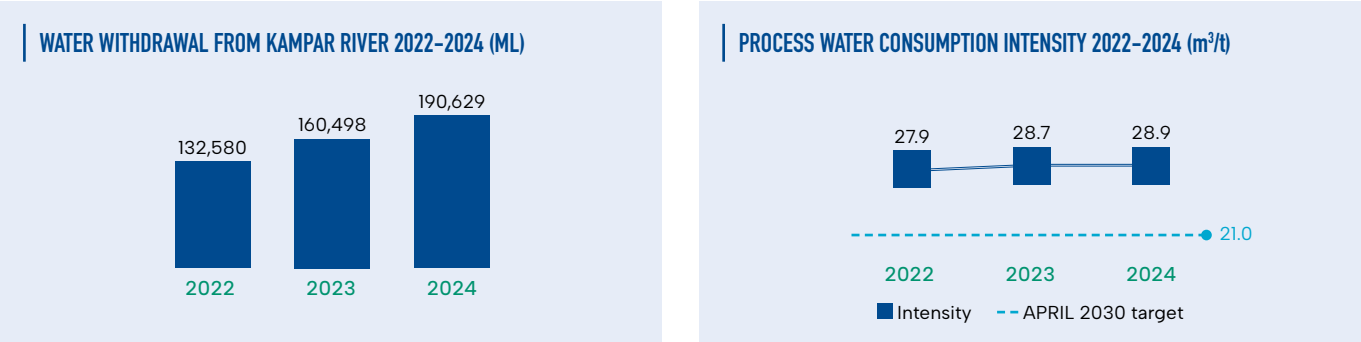 WATER WITHDRAWAL FROM KAMPAR RIVER 2022–2024 (ML)
190,629
160,498
132,580
2022 2023 2024
PROCESS WATER CONSUMPTION INTENSITY 2022–2024 (m³/t)
27.9 28.7 28.9
21.0
2022 2023 2024
Intensity APRIL 2030 target